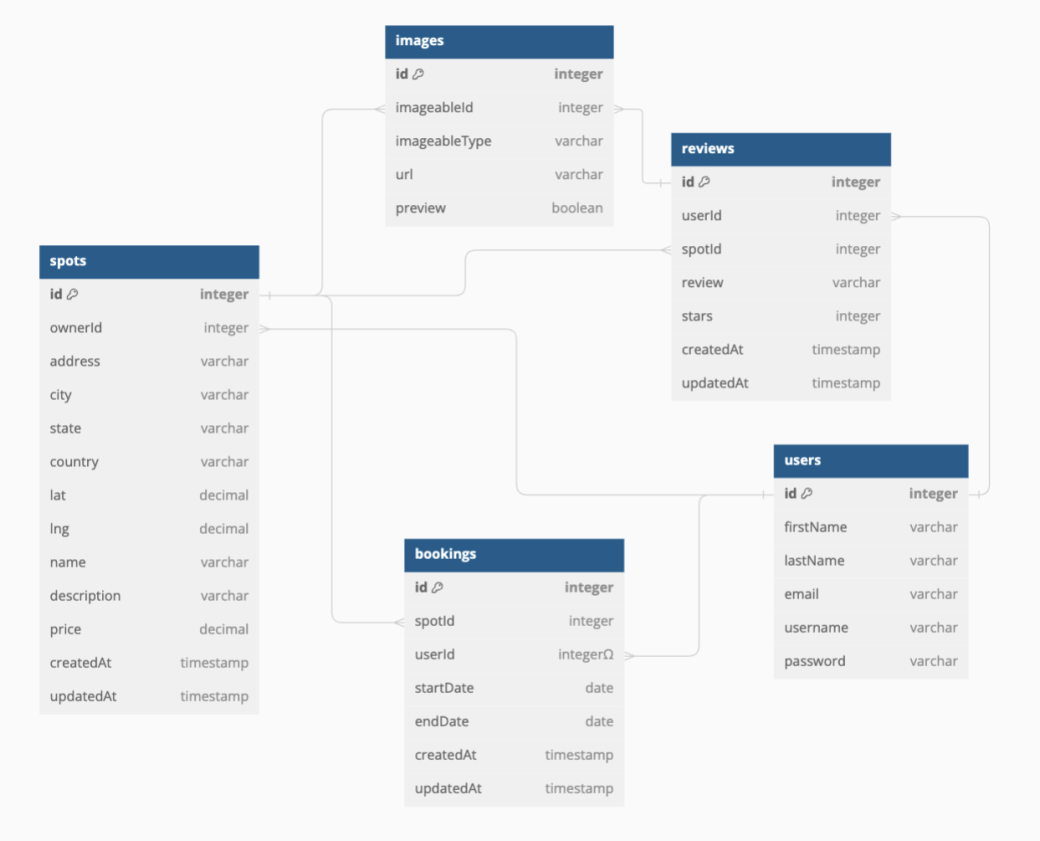 images
id integer
imageableId integer
imageableType varchar
url varchar
preview boolean
reviews
id integer
userId integer
spotId integer
review varchar
stars integer
createdAt timestamp
updatedAt timestamp
spots
id integer
ownerId integer
address varchar
city varchar
state varchar
country varchar
lat decimal
lng decimal
name varchar
description varchar
price decimal
createdAt timestamp
updatedAt timestamp
users
id integer
firstName varchar
lastName varchar
email varchar
username varchar
password varchar
bookings
id integer
spotId integer
userId integerΩ
startDate date
endDate date
createdAt timestamp
updatedAt timestamp